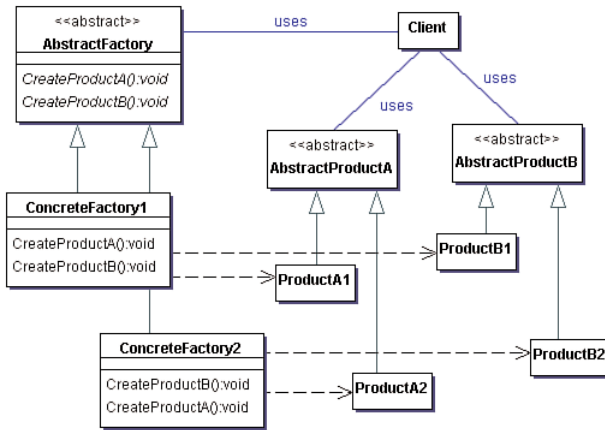 <<abstract>>
AbstractFactory
CreateProductA():void
CreateProductB():void
uses
Client
uses
uses
<<abstract>>
AbstractProductA
<<abstract>>
AbstractProductB
ConcreteFactory1
CreateProductA():void
CreateProductB():void
ProductB1
ProductA1
ConcreteFactory2
CreateProductB():void
CreateProductA():void
ProductB2
ProductA2